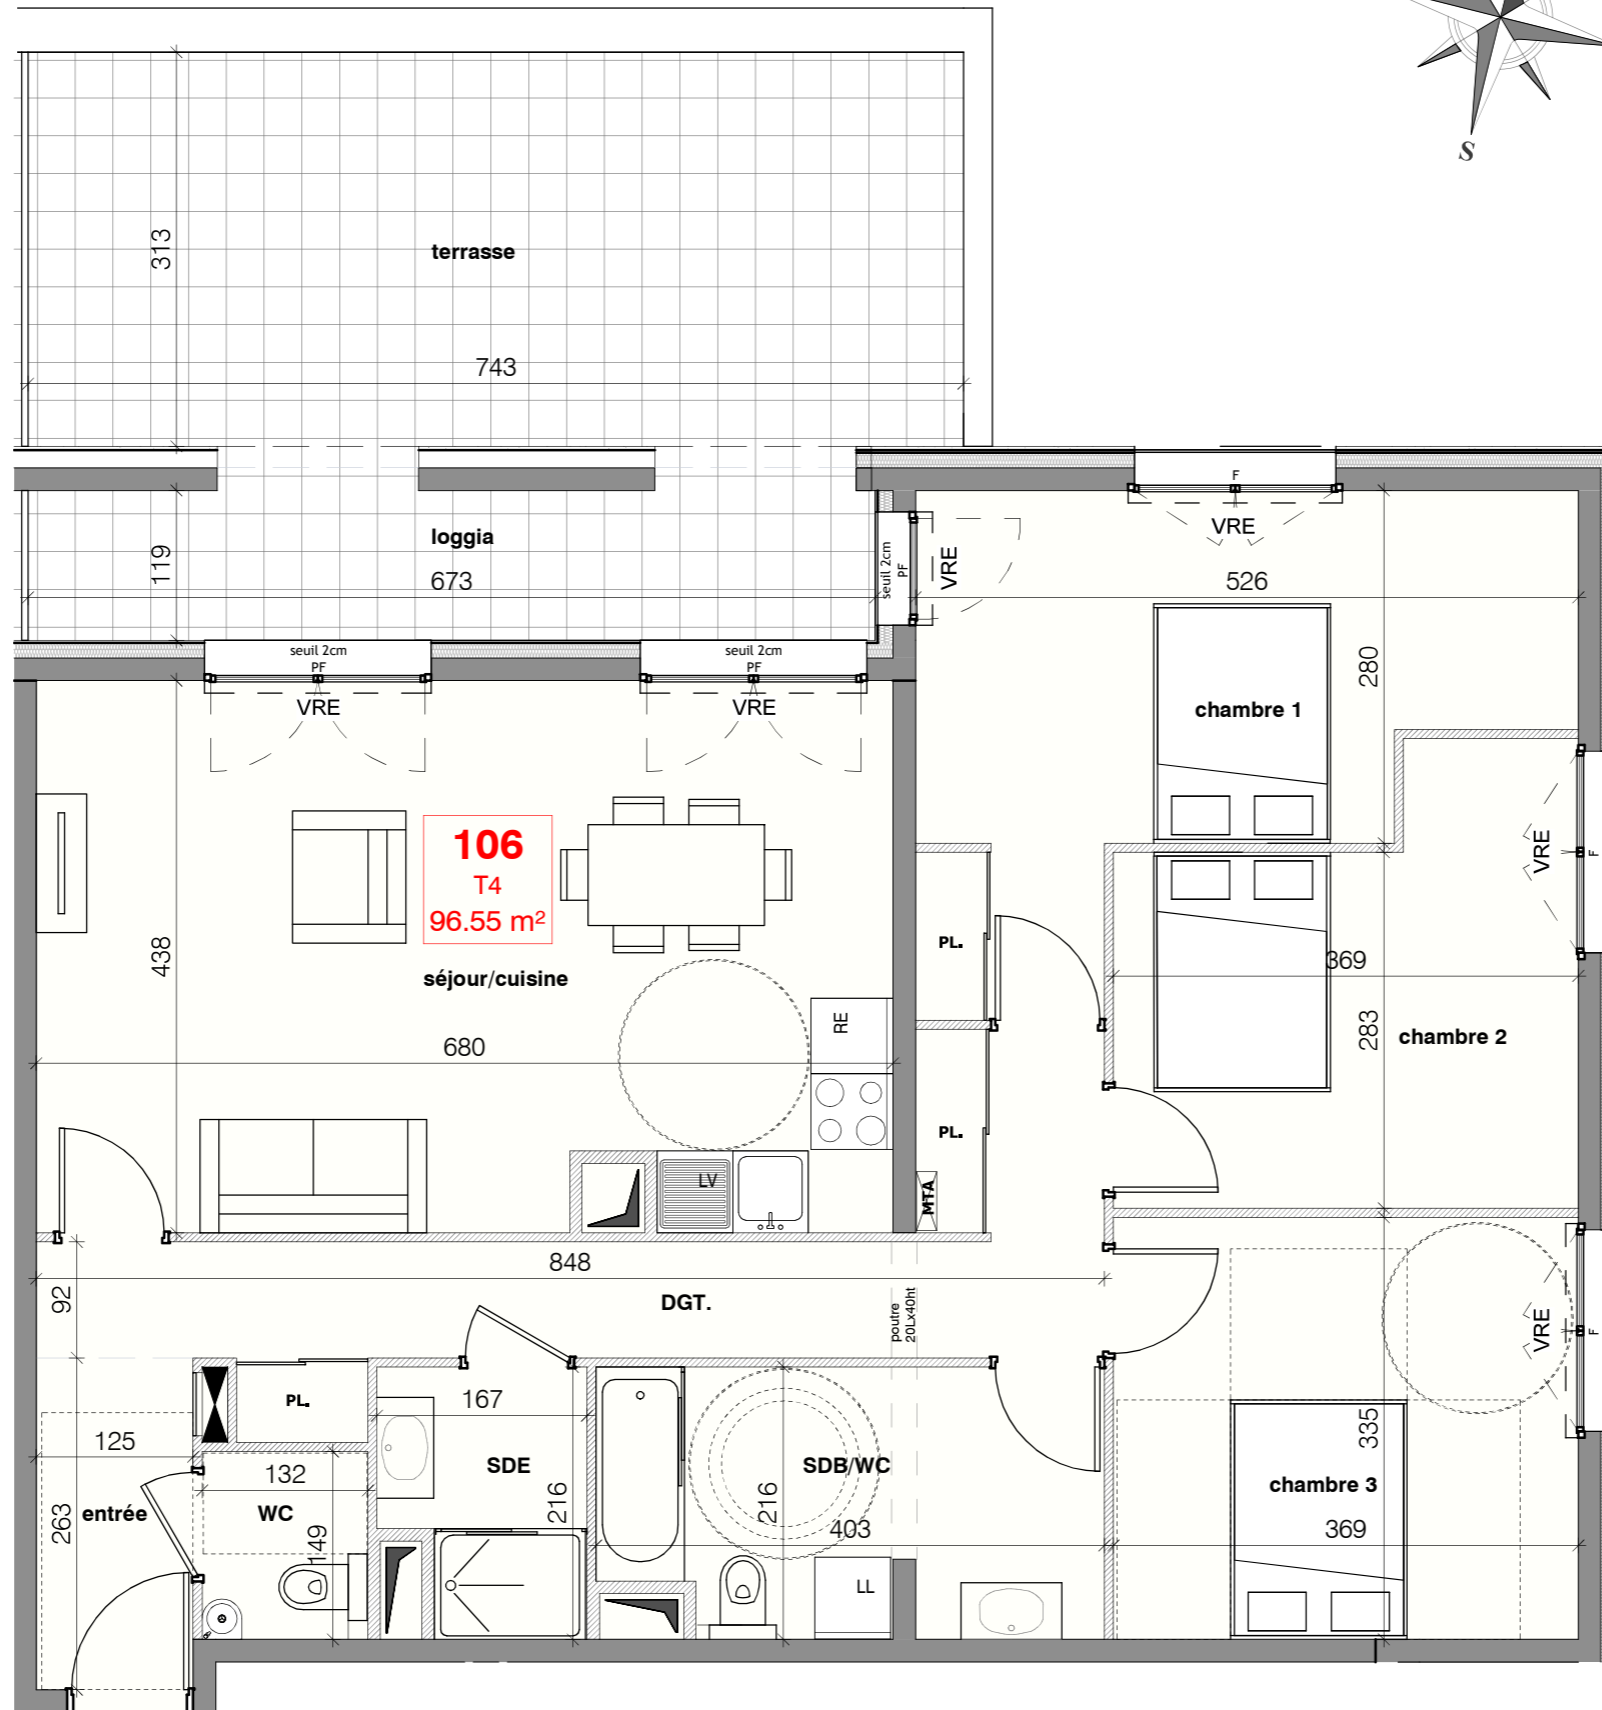 S
313
terrasse
743
loggia
119
673
seuil 2cm
PF
VRE
F
VRE
526
seuil 2cm
PF
VRE
seuil 2cm
PF
VRE
280
chambre 1
106
T4
96.55 m²
séjour/cuisine
438
680
RE
LV
PL.
PL.
MTA
VRE
F
369
283
chambre 2
848
92
DGT.
poutre
20Lx40ht
VRE
F
PL.
125
132
WC
149
entrée
263
167
SDE
216
SDB/WC
216
403
LL
335
chambre 3
369